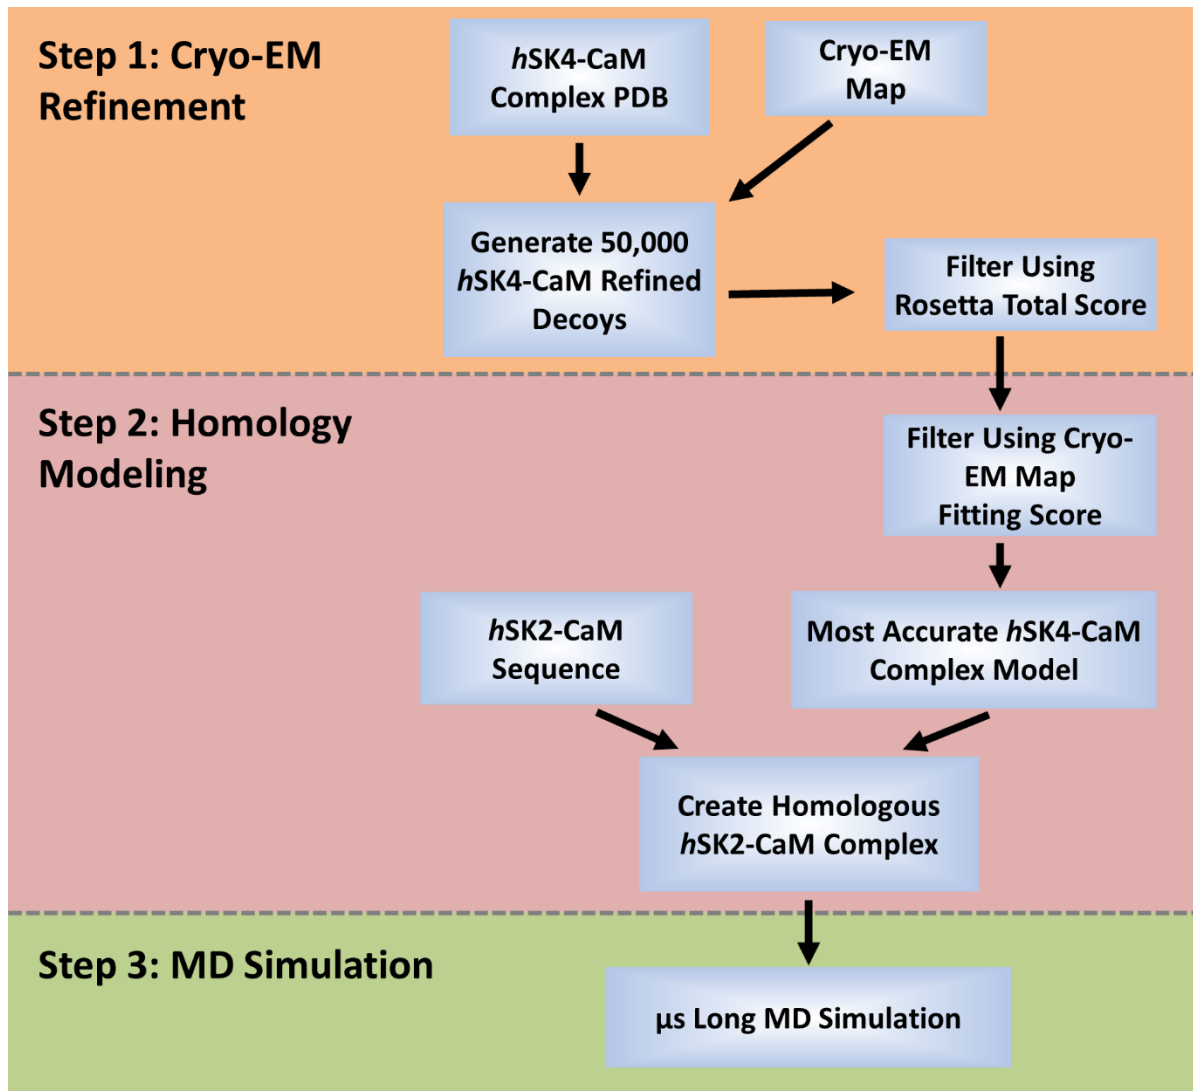 Step 1: Cryo-EM
Refinement
hSK4-CaM
Complex PDB
Cryo-EM
Map
Generate 50,000
hSK4-CaM Refined
Decoys
Filter Using
Rosetta Total Score
Step 2: Homology
Modeling
Filter Using Cryo-
EM Map
Fitting Score
hSK2-CaM
Sequence
Most Accurate hSK4-CaM
Complex Model
Create Homologous
hSK2-CaM Complex
Step 3: MD Simulation
µs Long MD Simulation